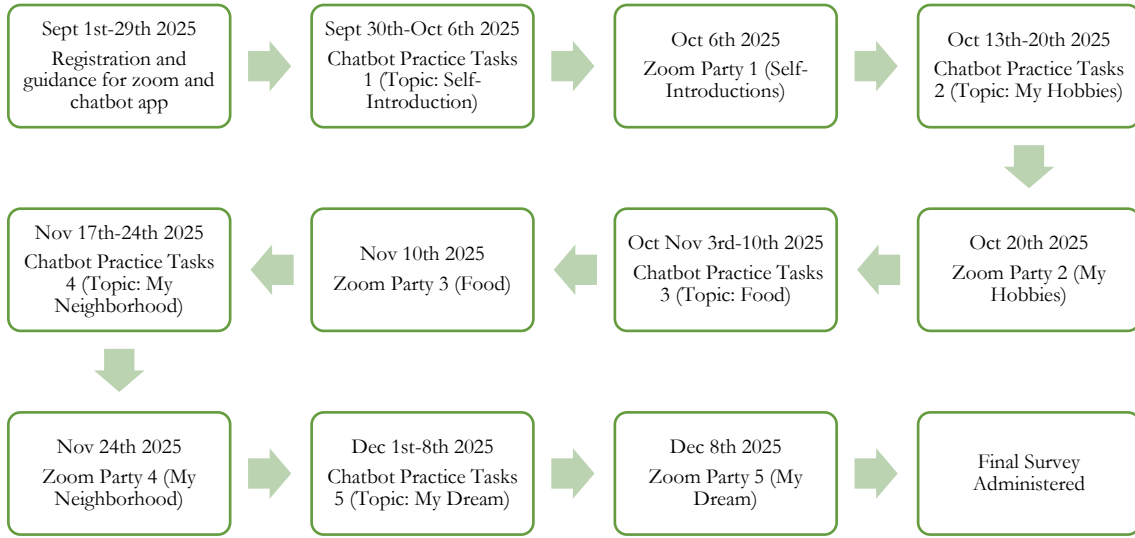 Sept 1st-29th 2025
Registration and
guidance for zoom and
chatbot app
Sept 30th-Oct 6th 2025
Chatbot Practice Tasks
1 (Topic: Self-
Introduction)
Oct 6th 2025
Zoom Party 1 (Self-
Introductions)
Oct 13th-20th 2025
Chatbot Practice Tasks
2 (Topic: My Hobbies)
Oct 20th 2025
Zoom Party 2 (My
Hobbies)
Oct Nov 3rd-10th 2025
Chatbot Practice Tasks
3 (Topic: Food)
Nov 10th 2025
Zoom Party 3 (Food)
Nov 17th-24th 2025
Chatbot Practice Tasks
4 (Topic: My
Neighborhood)
Nov 24th 2025
Zoom Party 4 (My
Neighborhood)
Dec 1st-8th 2025
Chatbot Practice Tasks
5 (Topic: My Dream)
Dec 8th 2025
Zoom Party 5 (My
Dream)
Final Survey
Administered